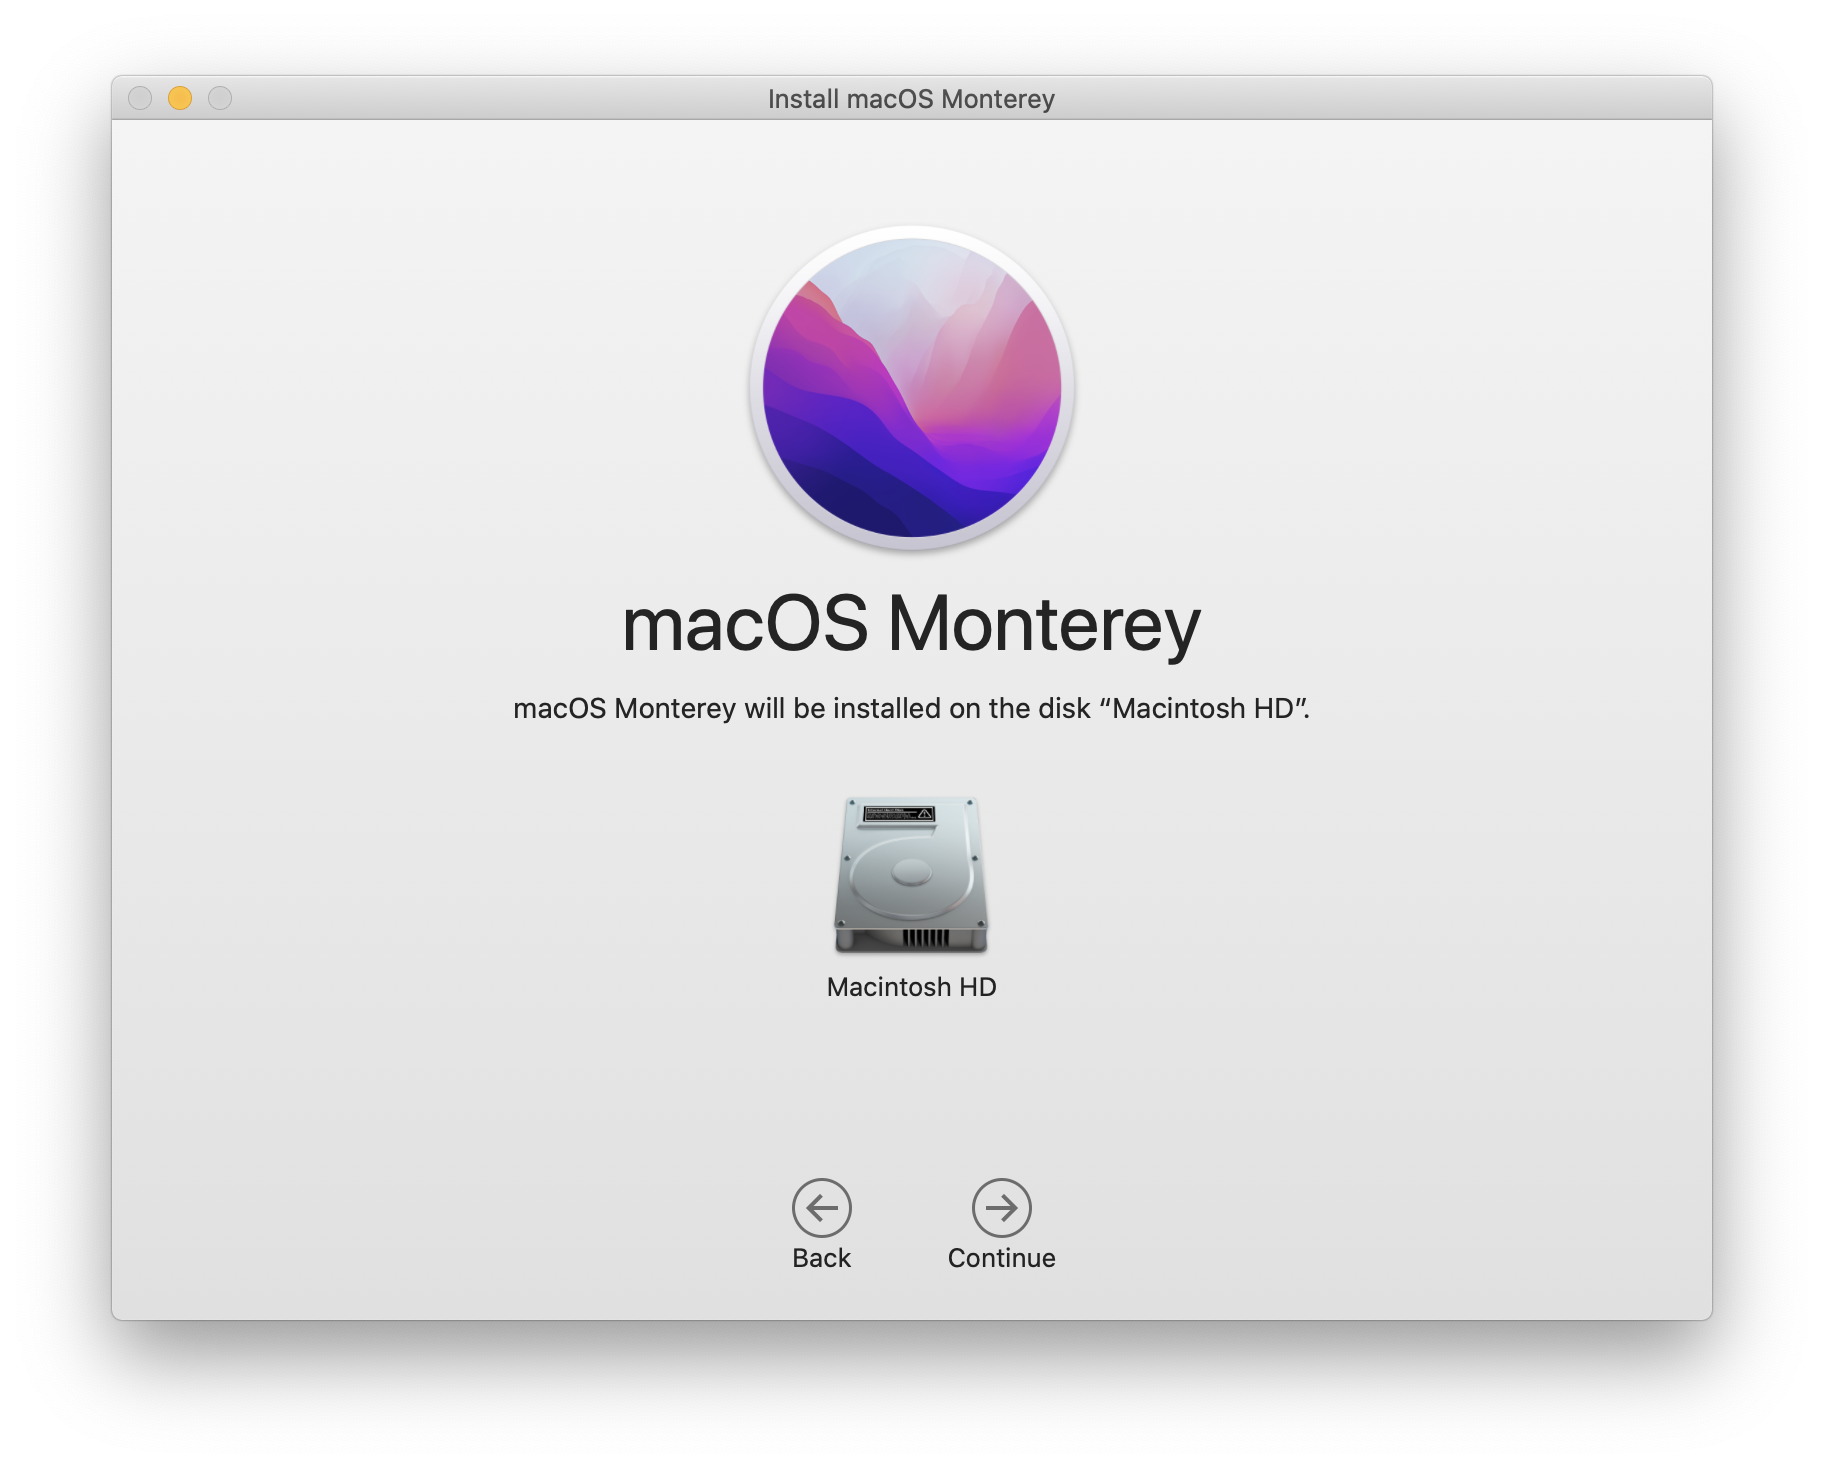 Install macOS Monterey
macOS Monterey
macOS Monterey will be installed on the disk “Macintosh HD”.
Macintosh HD
Back
Continue